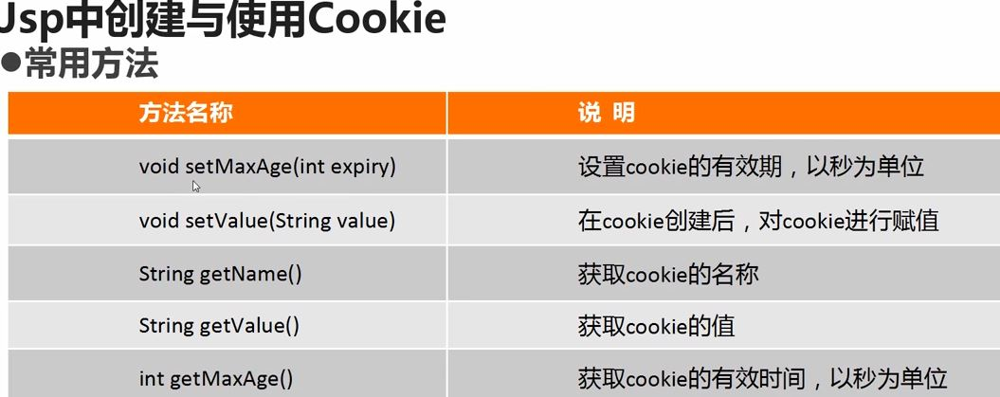 Jsp中创建与使用Cookie
●常用方法
方法名称 说 明
void setMaxAge(int expiry) 设置cookie的有效期，以秒为单位
void setValue(String value) 在cookie创建后，对cookie进行赋值
String getName() 获取cookie的名称
String getValue() 获取cookie的值
int getMaxAge() 获取cookie的有效时间，以秒为单位